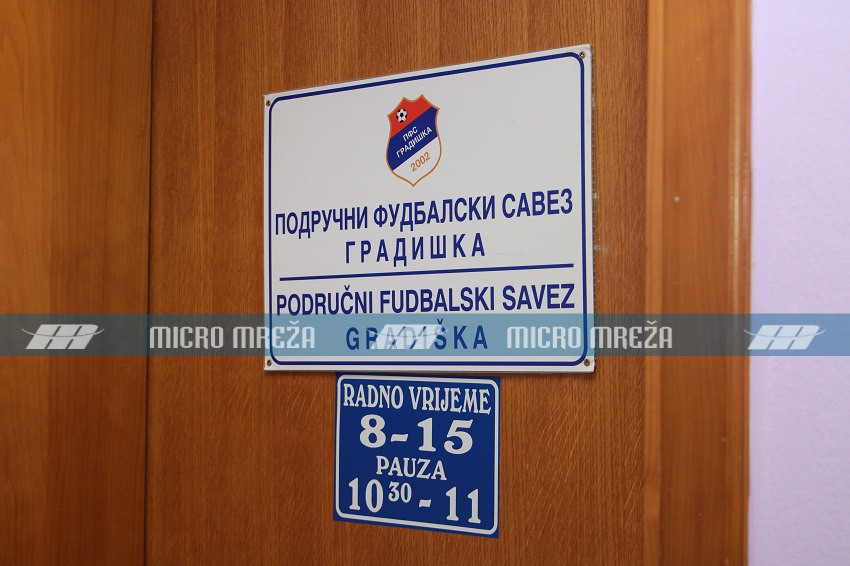 ПФС
ГРАДИШКА
2002
ПОДРУЧНИ ФУДБАЛСКИ САВЕЗ
ГРАДИШКА
PODRUČNI FUDBALSKI SAVEZ
GRADIŠKA
MICRO MREŽA MICRO MREŽA
RADNO VRIJEME
8-15
PAUZA
10 30 - 11